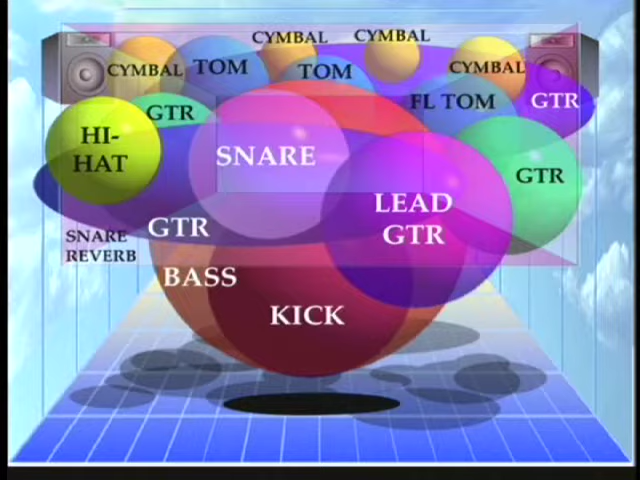 CYMBAL
CYMBAL
CYMBAL
TOM
TOM
CYMBAL
GTR
FL TOM
GTR
HI-
HAT
SNARE
GTR
LEAD
GTR
SNARE
REVERB
GTR
BASS
KICK